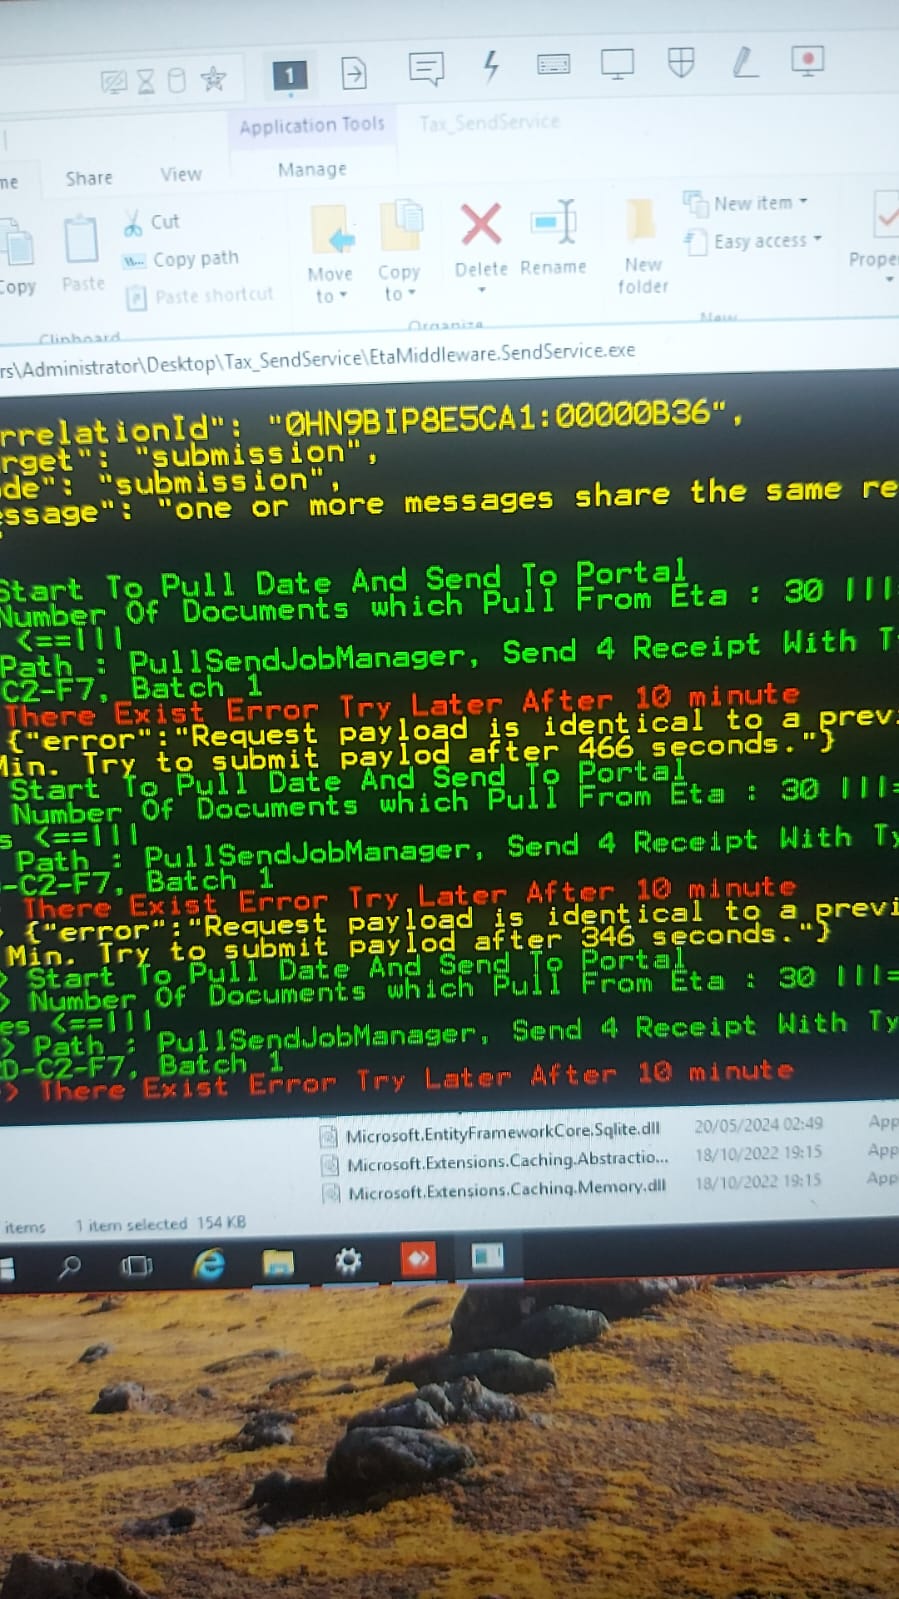 1
Application Tools
Tax_SendService
Share
View
Manage
Cut
Copy path
Paste shortcut
Paste
Move to
Copy to
Delete
Rename
New folder
New item
Easy access
Clipboard
Organize
New
rs\Administrator\Desktop\Tax_SendService\EtaMiddleware.SendService.exe
rrelationId": "0HN9BIP8E5CA1:00000B36",
rget": "submission",
de": "submission",
ssage": "one or more messages share the same re
Start To Pull Date And Send To Portal
Number Of Documents which Pull From Eta : 30 |||=
<==|||
Path : PullSendJobManager, Send 4 Receipt With Ty
C2-F7, Batch 1
There Exist Error Try Later After 10 minute
{"error":"Request payload is identical to a previ
Min. Try to submit paylod after 466 seconds."}
Start To Pull Date And Send To Portal
Number Of Documents which Pull From Eta : 30 |||=
s <==|||
Path : PullSendJobManager, Send 4 Receipt With Ty
-C2-F7, Batch 1
There Exist Error Try Later After 10 minute
> {"error":"Request payload is identical to a previ
Min. Try to submit paylod after 346 seconds."}
> Start To Pull Date And Send To Portal
> Number Of Documents which Pull From Eta : 30 |||=
es <==|||
> Path : PullSendJobManager, Send 4 Receipt With Ty
D-C2-F7, Batch 1
>> There Exist Error Try Later After 10 minute
Microsoft.EntityFrameworkCore.Sqlite.dll 20/05/2024 02:49 App
Microsoft.Extensions.Caching.Abstractio... 18/10/2022 19:15 App
Microsoft.Extensions.Caching.Memory.dll 18/10/2022 19:15 App
items 1 item selected 154 KB